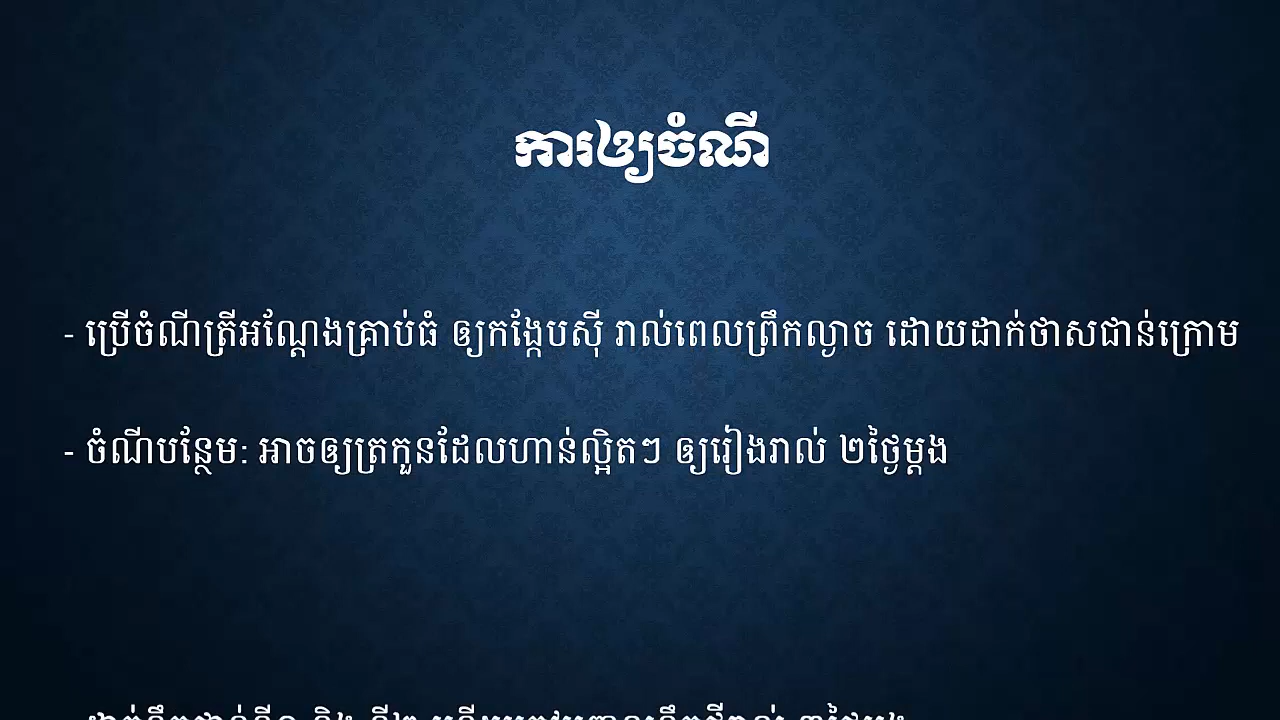 ការឲ្យចំណី
- ប្រើចំណីត្រីអណ្ដែងគ្រាប់ធំ ឲ្យកង្កែបស៊ី រាល់ពេលព្រឹកល្ងាច ដោយដាក់ថាសជាន់ក្រោម
- ចំណីបន្ថែម: អាចឲ្យត្រកួនដែលហាន់ល្អិតៗ ឲ្យរៀងរាល់ ២ថ្ងៃម្ដង